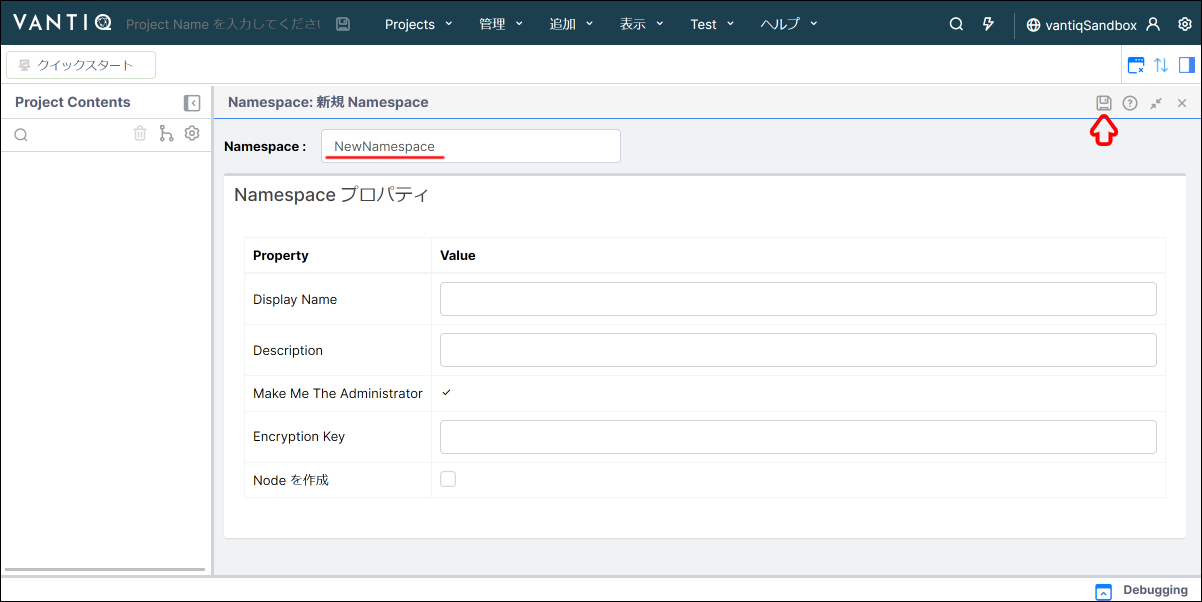 VANTIQ Project Name を入力してください Projects 管理 追加 表示 Test ヘルプ vantiqSandbox
クイックスタート
Project Contents
Namespace: 新規 Namespace
Namespace : NewNamespace
Namespace プロパティ
Property Value
Display Name
Description
Make Me The Administrator
Encryption Key
Node を作成
Debugging